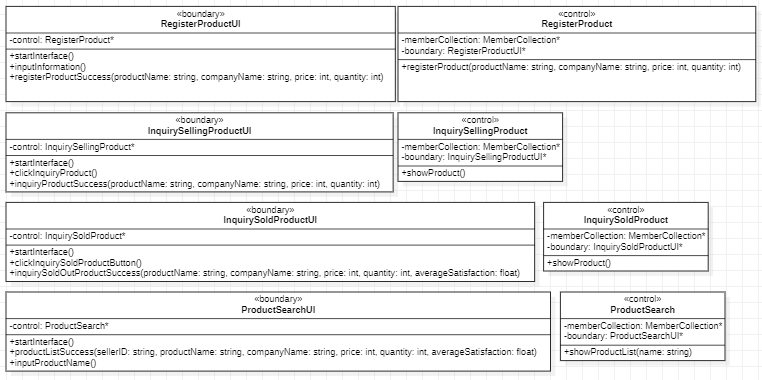 «boundary»
RegisterProductUI
-control: RegisterProduct*
+startInterface()
+inputInformation()
+registerProductSuccess(productName: string, companyName: string, price: int, quantity: int)
«control»
RegisterProduct
-memberCollection: MemberCollection*
-boundary: RegisterProductUI*
+registerProduct(productName: string, companyName: string, price: int, quantity: int)
«boundary»
InquirySellingProductUI
-control: InquirySellingProduct*
+startInterface()
+clickInquiryProduct()
+inquiryProductSuccess(productName: string, companyName: string, price: int, quantity: int)
«control»
InquirySellingProduct
-memberCollection: MemberCollection*
-boundary: InquirySellingProductUI*
+showProduct()
«boundary»
InquirySoldProductUI
-control: InquirySoldProduct*
+startInterface()
+clickInquirySoldProductButton()
+inquirySoldOutProductSuccess(productName: string, companyName: string, price: int, quantity: int, averageSatisfaction: float)
«control»
InquirySoldProduct
-memberCollection: MemberCollection*
-boundary: InquirySoldProductUI*
+showProduct()
«boundary»
ProductSearchUI
-control: ProductSearch*
+startInterface()
+productListSuccess(sellerID: string, productName: string, companyName: string, price: int, quantity: int, averageSatisfaction: float)
+inputProductName()
«control»
ProductSearch
-memberCollection: MemberCollection*
-boundary: ProductSearchUI*
+showProductList(name: string)